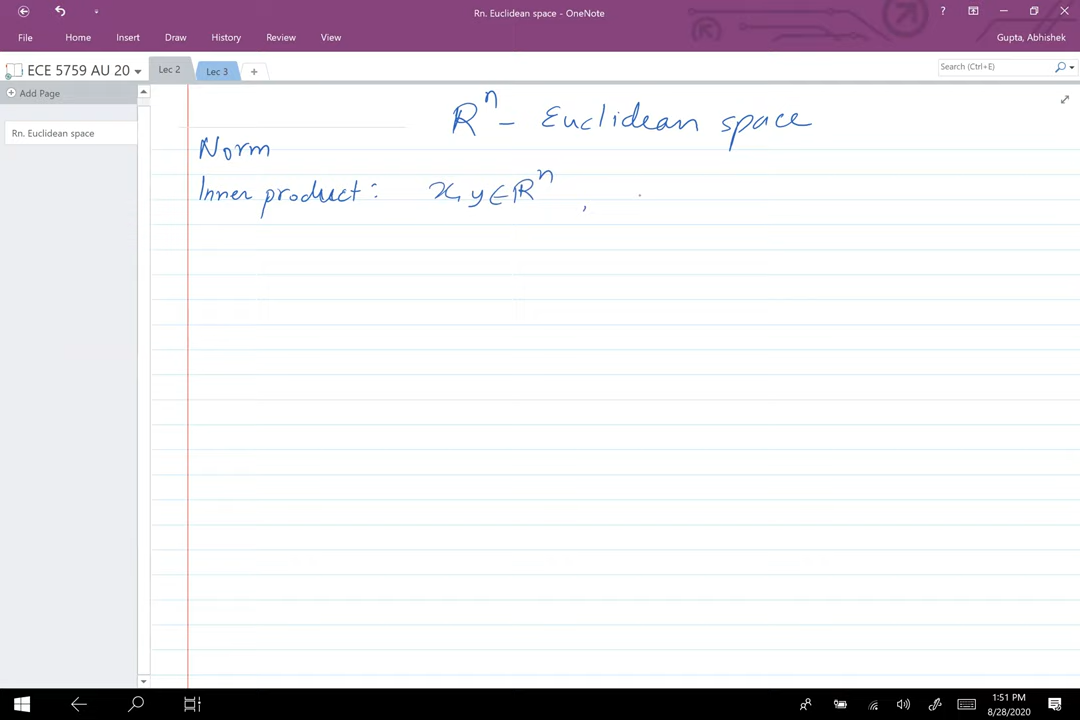 Rn. Euclidean space - OneNote
File Home Insert Draw History Review View
Gupta, Abhishek
ECE 5759 AU 20
Lec 2
Lec 3
Search (Ctrl+E)
Add Page
Rn. Euclidean space
Rⁿ - Euclidean space
Norm
Inner product : x, y ∈ ℝⁿ ,
1:51 PM
8/28/2020